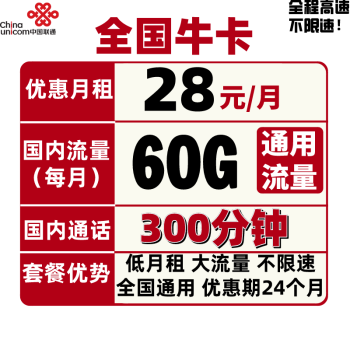 China
unicom中国联通
全国牛卡
全程高速
不限速！
优惠月租
28元/月
国内流量
（每月）
60G
通用
流量
国内通话
300分钟
套餐优势
低月租 大流量 不限速
全国通用 优惠期24个月